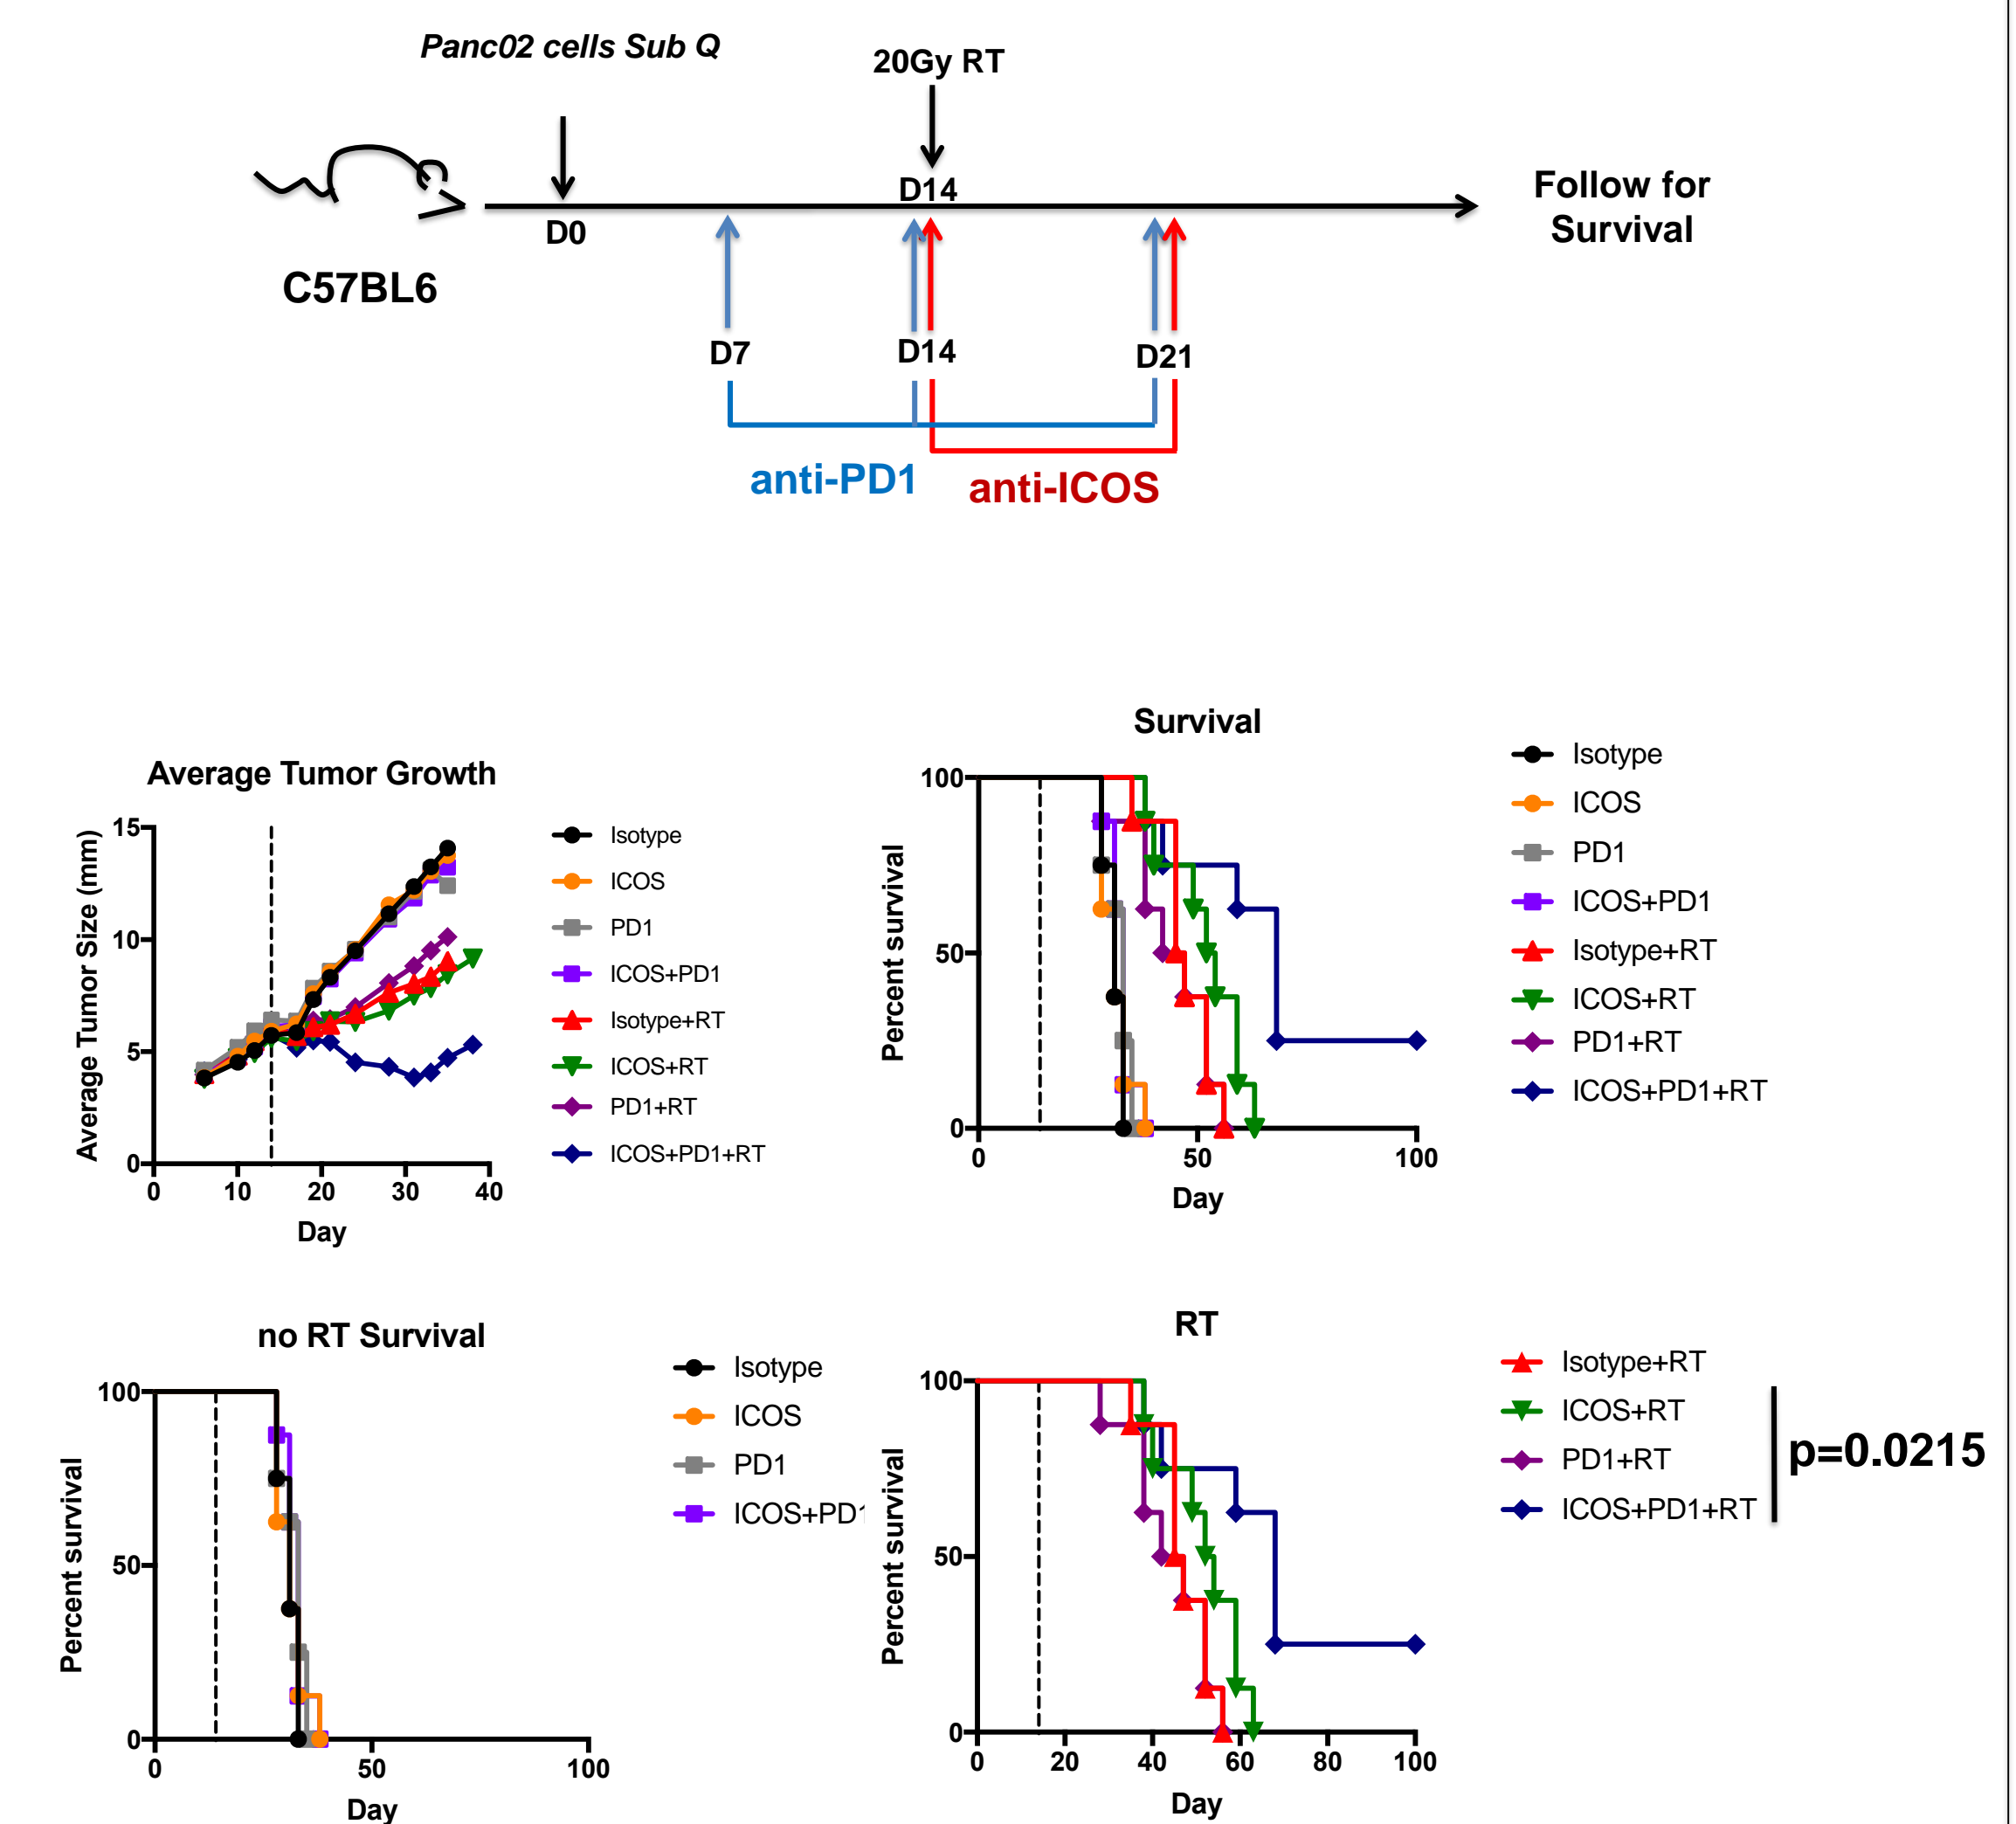 Panc02 cells Sub Q
20Gy RT
D14
D0
Follow for
Survival
C57BL6
D7
D14
D21
anti-PD1
anti-ICOS
Average Tumor Growth
Average Tumor Size (mm)
15
10
5
0
0 10 20 30 40
Day
Isotype
ICOS
PD1
ICOS+PD1
Isotype+RT
ICOS+RT
PD1+RT
ICOS+PD1+RT
Survival
Percent survival
100
50
0
0 50 100
Day
Isotype
ICOS
PD1
ICOS+PD1
Isotype+RT
ICOS+RT
PD1+RT
ICOS+PD1+RT
no RT Survival
Percent survival
100
50
0
0 50 100
Day
Isotype
ICOS
PD1
ICOS+PD1
RT
Percent survival
100
50
0
0 20 40 60 80 100
Day
Isotype+RT
ICOS+RT
PD1+RT
ICOS+PD1+RT
p=0.0215